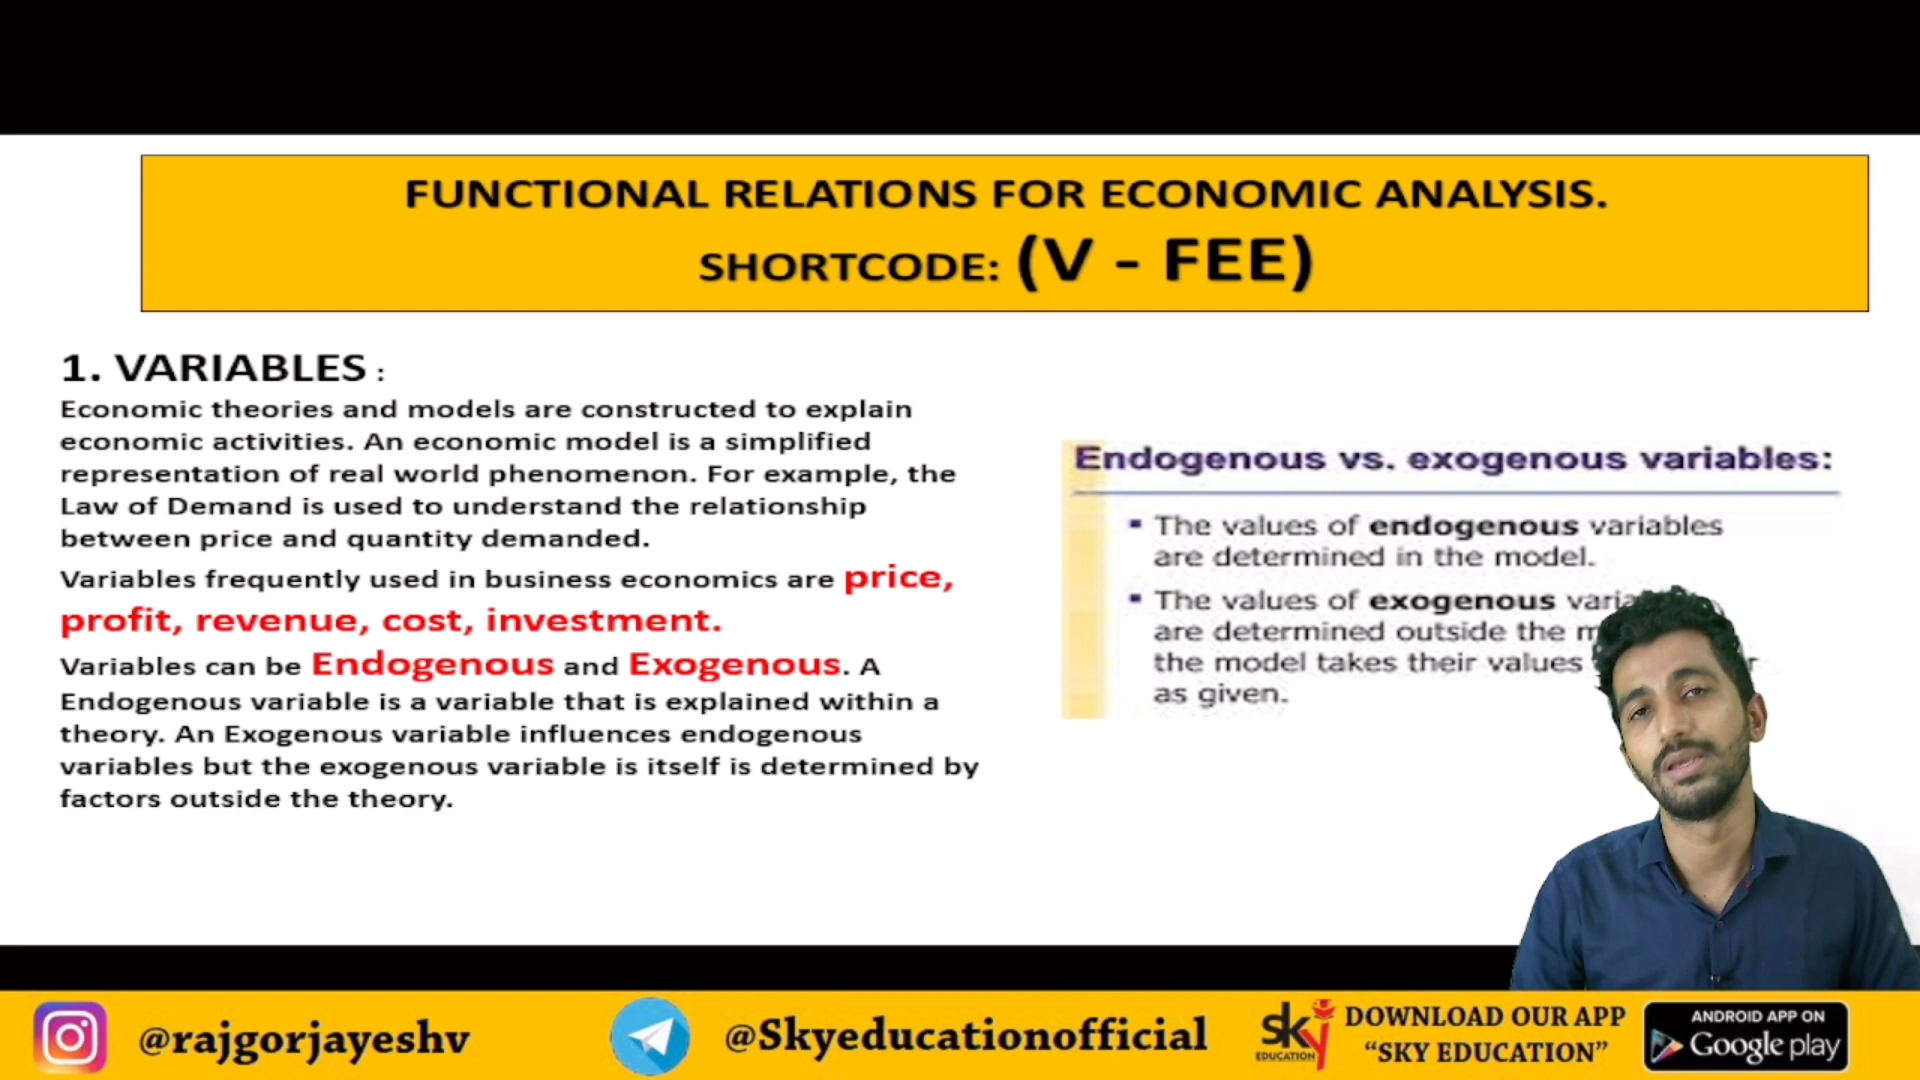 FUNCTIONAL RELATIONS FOR ECONOMIC ANALYSIS.
SHORTCODE: (V - FEE)
1. VARIABLES :
Economic theories and models are constructed to explain
economic activities. An economic model is a simplified
representation of real world phenomenon. For example, the
Law of Demand is used to understand the relationship
between price and quantity demanded.
Variables frequently used in business economics are price,
profit, revenue, cost, investment.
Variables can be Endogenous and Exogenous. A
Endogenous variable is a variable that is explained within a
theory. An Exogenous variable influences endogenous
variables but the exogenous variable is itself is determined by
factors outside the theory.
Endogenous vs. exogenous variables:
▪ The values of endogenous variables
are determined in the model.
▪ The values of exogenous
are determined outside the
the model takes their values
as given.
@rajgorjayeshv
@Skyeducationofficial
sky
EDUCATION
DOWNLOAD OUR APP
“SKY EDUCATION”
ANDROID APP ON
Google play